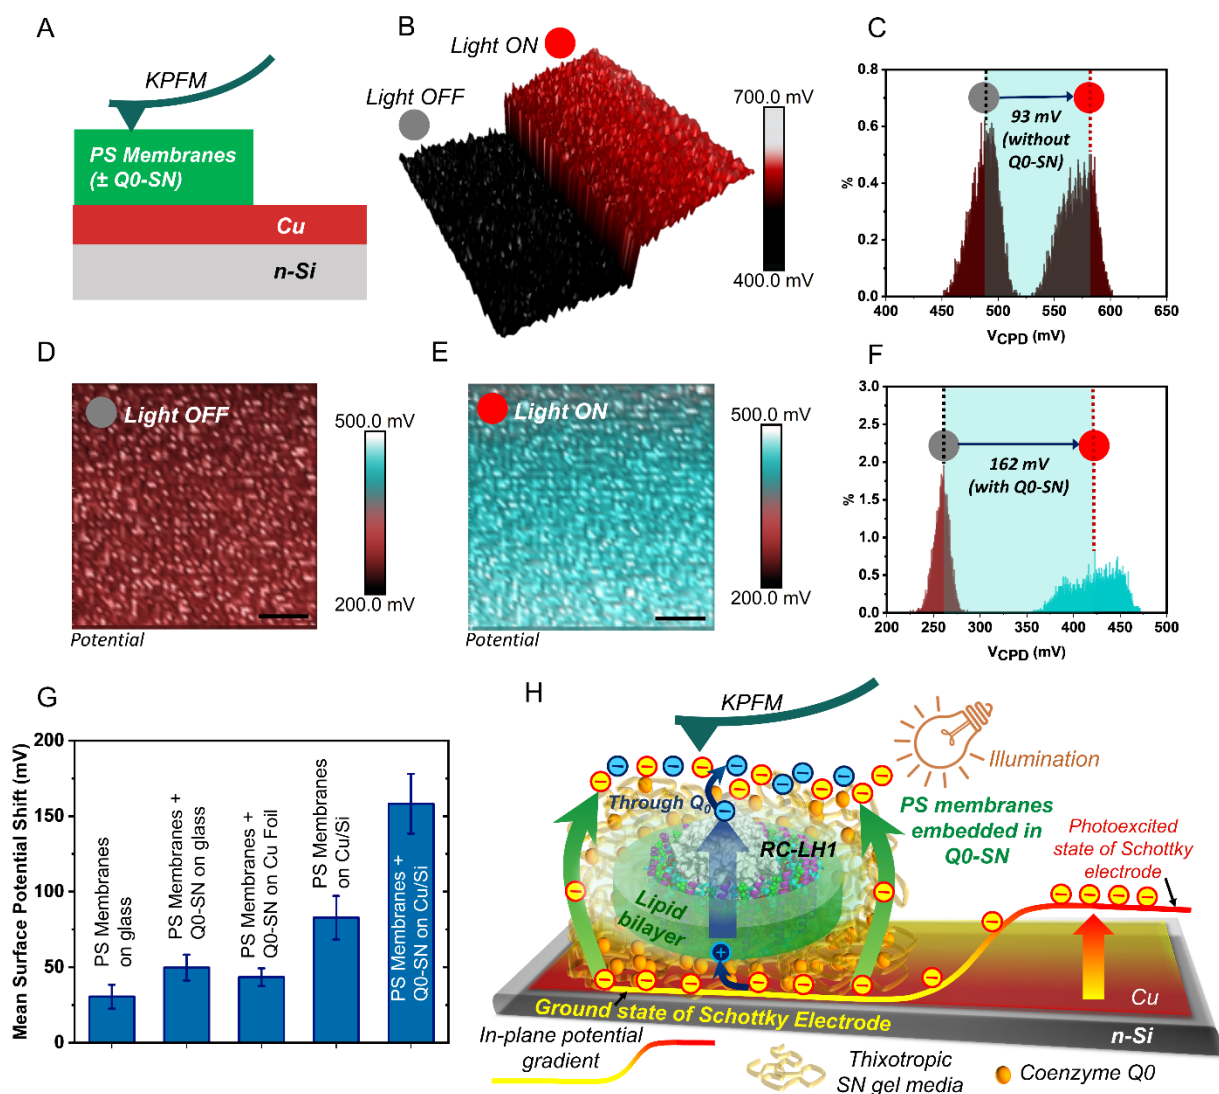 A
KPFM
PS Membranes
(± Q0-SN)
Cu
n-Si
B
Light ON
Light OFF
700.0 mV
400.0 mV
C
0.8
0.6
0.4
0.2
0.0
%
93 mV
(without
Q0-SN)
400 450 500 550 600 650
VCPD (mV)
D
Light OFF
500.0 mV
200.0 mV
Potential
E
Light ON
500.0 mV
200.0 mV
Potential
F
3.0
2.5
2.0
1.5
1.0
0.5
0.0
%
162 mV
(with Q0-SN)
200 250 300 350 400 450 500
VCPD (mV)
G
Mean Surface Potential Shift (mV)
200
150
100
50
0
PS Membranes
on glass
PS Membranes +
Q0-SN on glass
PS Membranes +
Q0-SN on Cu Foil
PS Membranes
on Cu/Si
PS Membranes +
Q0-SN on Cu/Si
H
KPFM
Illumination
Through Q0
PS membranes
embedded in
Q0-SN
RC-LH1
Photoexcited
state of Schottky
electrode
Lipid
bilayer
Cu
n-Si
Ground state of Schottky Electrode
In-plane potential
gradient
Thixotropic
SN gel media
Coenzyme Q0